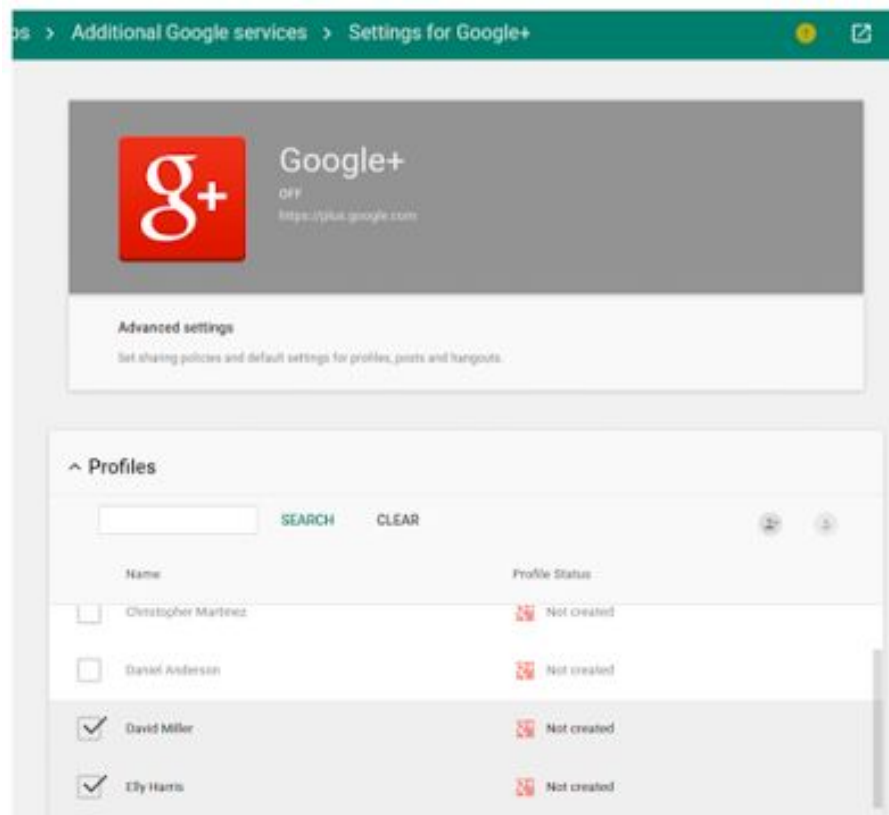 os > Additional Google services > Settings for Google+
g+
Google+
OFF
https://plus.google.com
Advanced settings
Set sharing policies and default settings for profiles, posts and hangouts.
Profiles
SEARCH CLEAR
Name Profile Status
Christopher Martinez Not created
Daniel Anderson Not created
David Miller Not created
Elly Harris Not created